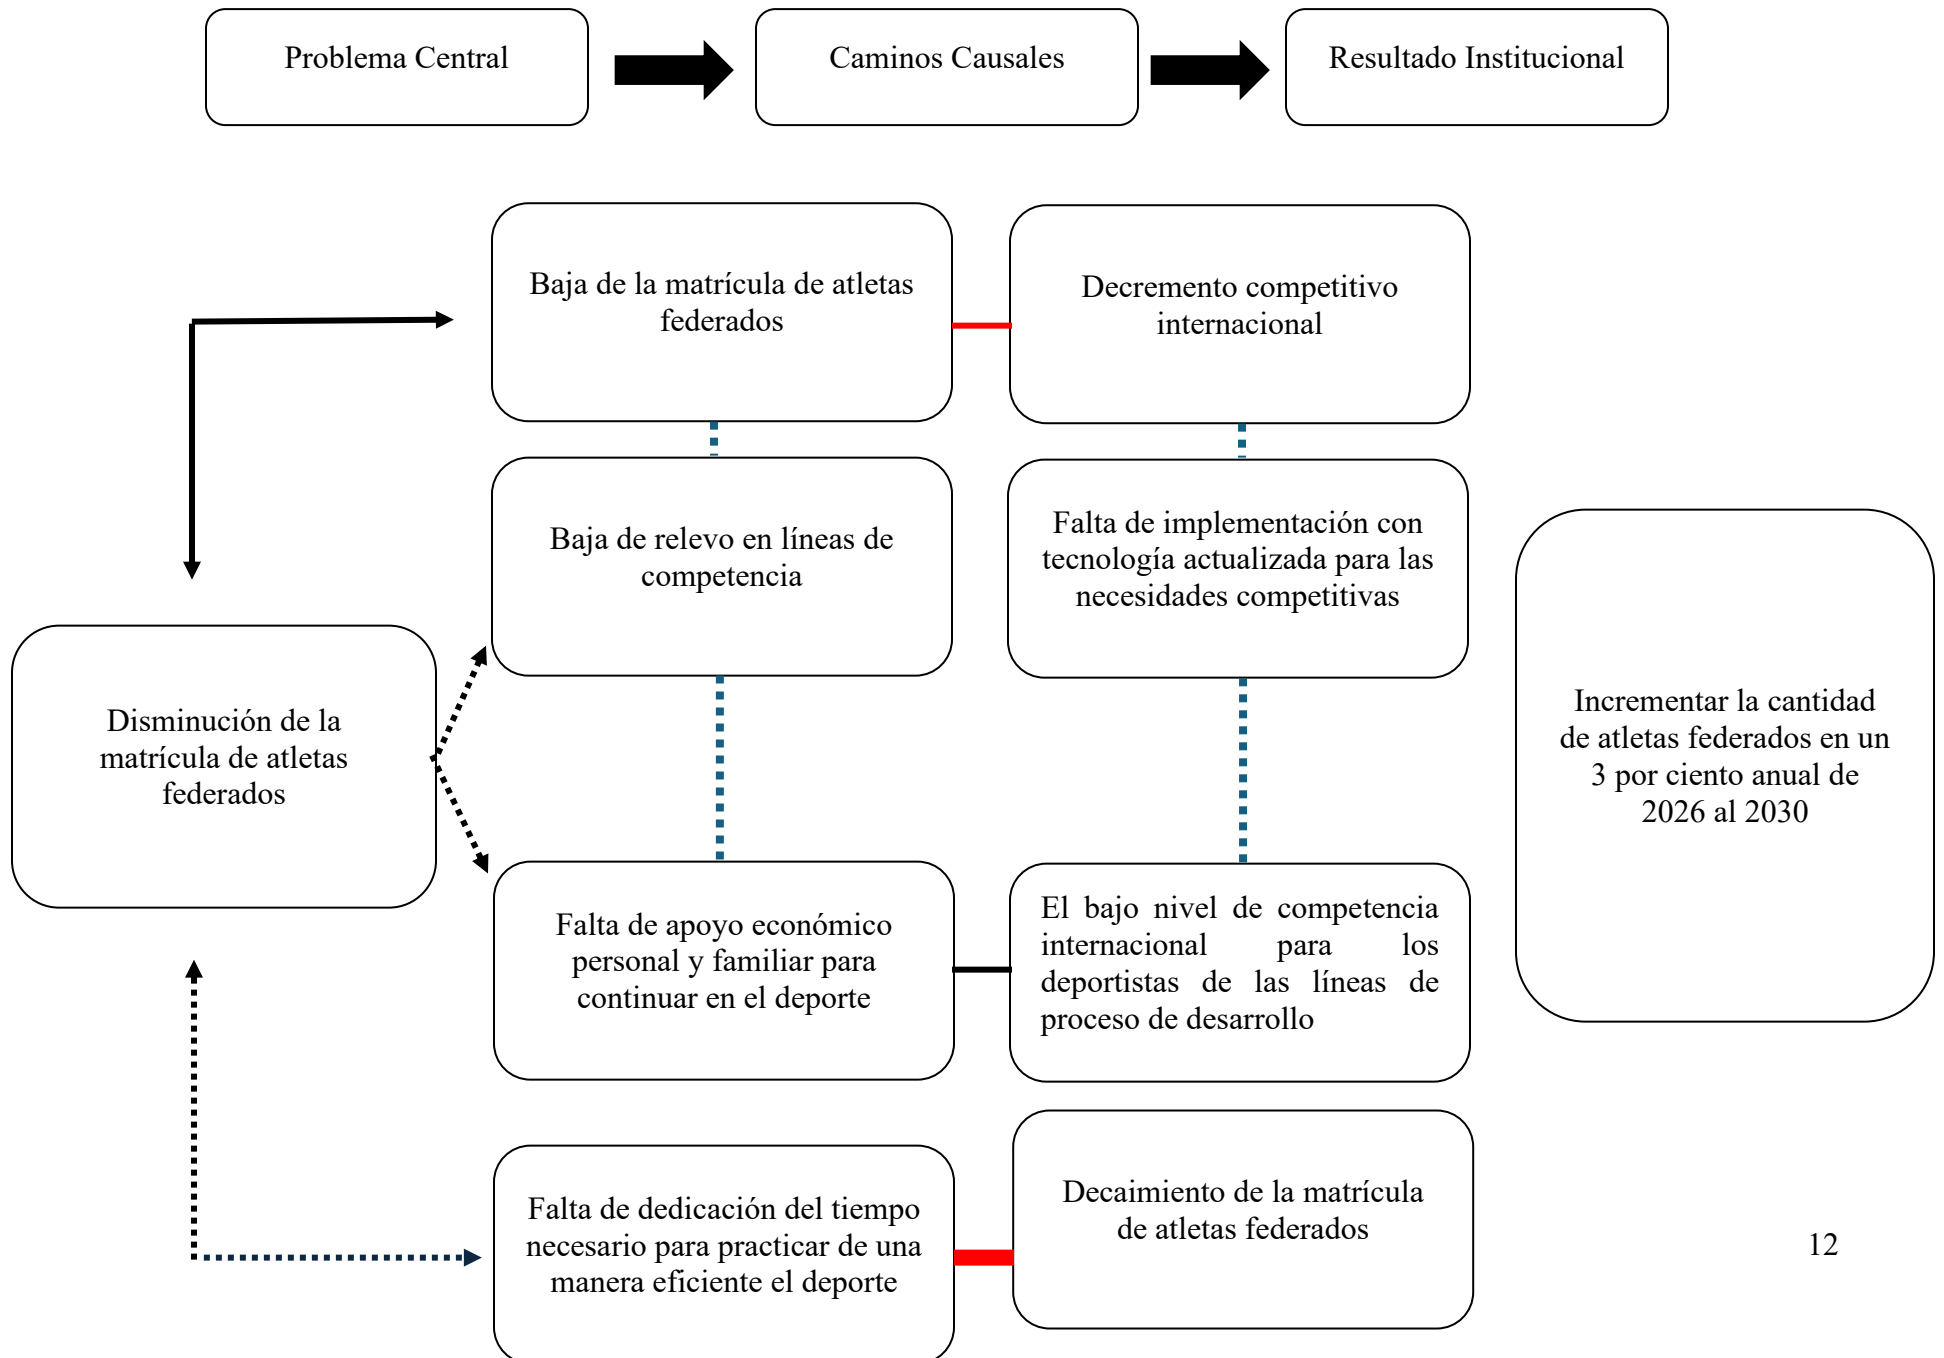 Problema Central
Caminos Causales
Resultado Institucional
Baja de la matrícula de atletas
federados
Decremento competitivo
internacional
Baja de relevo en líneas de
competencia
Falta de implementación con
tecnología actualizada para las
necesidades competitivas
Disminución de la
matrícula de atletas
federados
Incrementar la cantidad
de atletas federados en un
3 por ciento anual de
2026 al 2030
Falta de apoyo económico
personal y familiar para
continuar en el deporte
El bajo nivel de competencia
internacional para los
deportistas de las líneas de
proceso de desarrollo
Falta de dedicación del tiempo
necesario para practicar de una
manera eficiente el deporte
Decaimiento de la matrícula
de atletas federados
12